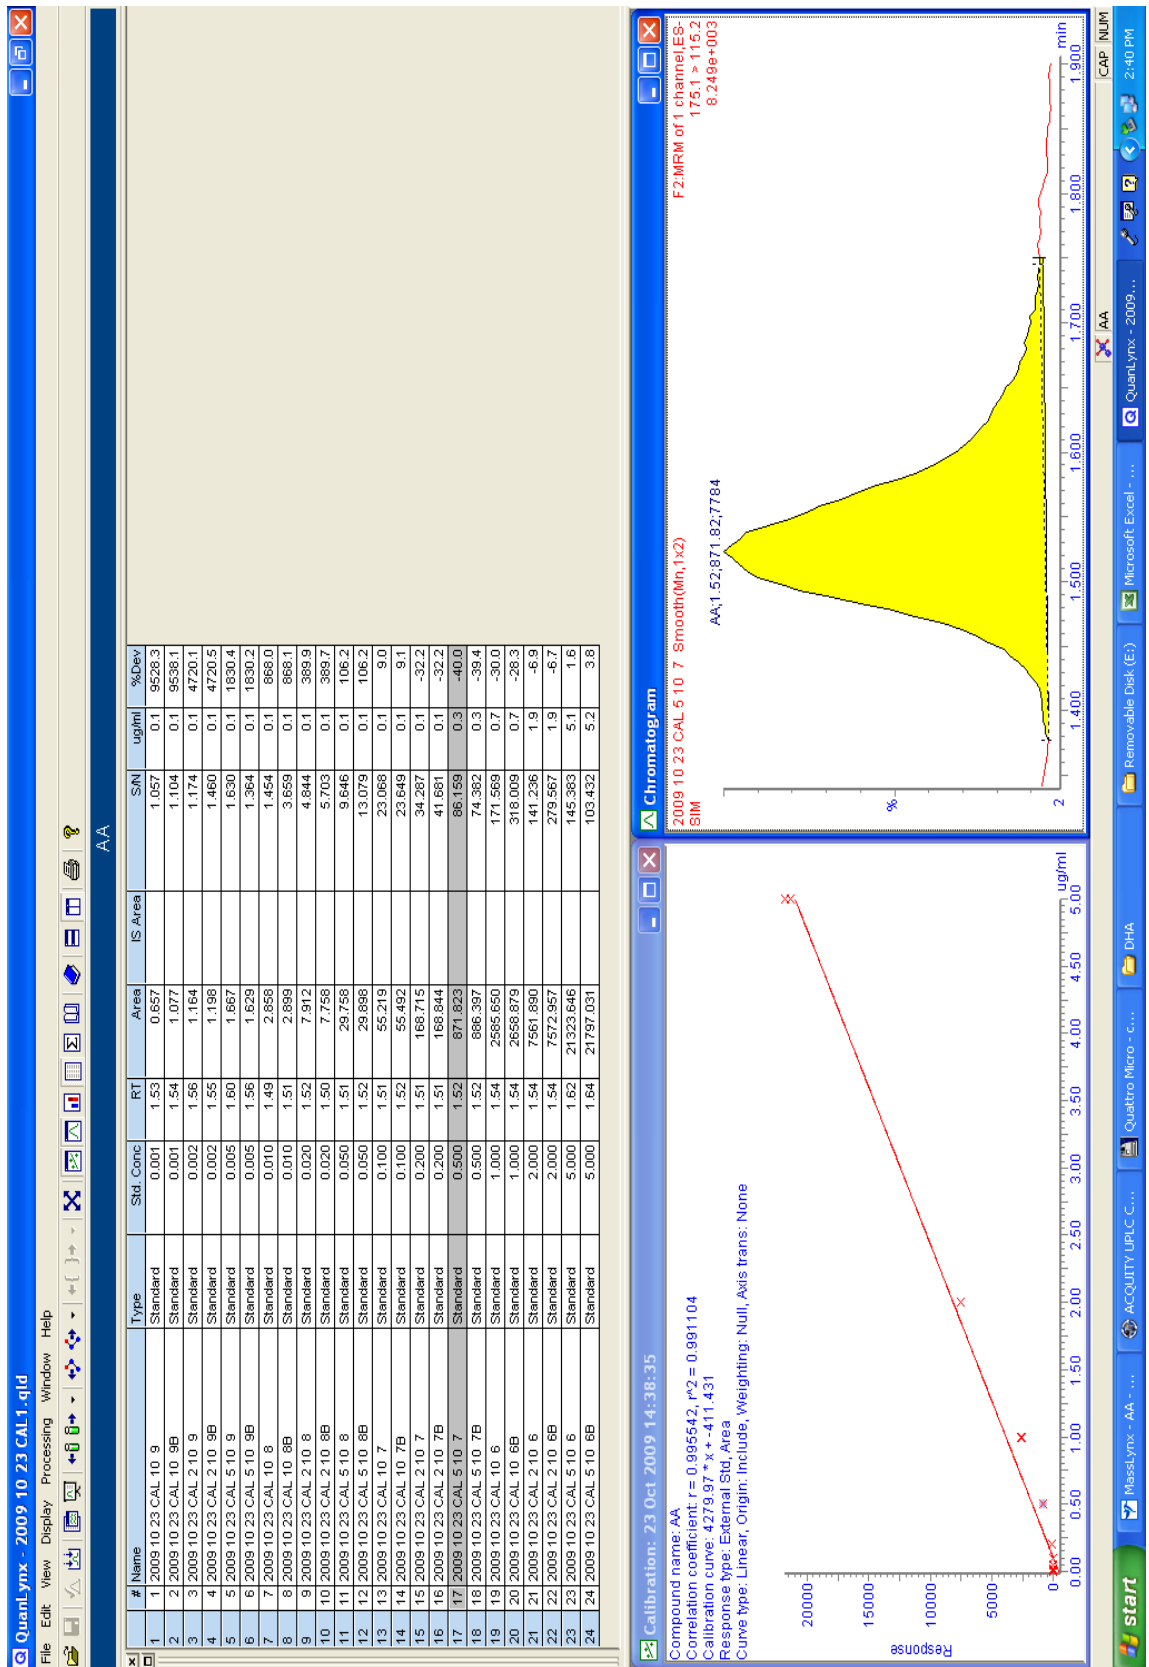 QuanLynx - 2009 10 23 CAL1.qld
File Edit View Display Processing Window Help
AA
# Name Type Std. Conc RT Area IS Area S/N ug/ml %Dev
1 1 2009 10 23 CAL 10 9 Standard 0.001 1.53 0.657 1.057 0.1 9528.3
2 2 2009 10 23 CAL 10 9B Standard 0.001 1.54 1.077 1.104 0.1 9538.1
3 3 2009 10 23 CAL 2 10 9 Standard 0.002 1.56 1.164 1.174 0.1 4720.1
4 4 2009 10 23 CAL 2 10 9B Standard 0.002 1.55 1.198 1.460 0.1 4720.5
5 5 2009 10 23 CAL 5 10 9 Standard 0.005 1.60 1.667 1.630 0.1 1830.4
6 6 2009 10 23 CAL 5 10 9B Standard 0.005 1.56 1.629 1.364 0.1 1830.2
7 7 2009 10 23 CAL 10 8 Standard 0.010 1.49 2.858 1.454 0.1 868.0
8 8 2009 10 23 CAL 10 8B Standard 0.010 1.51 2.899 3.659 0.1 868.1
9 9 2009 10 23 CAL 2 10 8 Standard 0.020 1.52 7.912 4.844 0.1 389.9
10 10 2009 10 23 CAL 2 10 8B Standard 0.020 1.50 7.758 5.703 0.1 389.7
11 11 2009 10 23 CAL 5 10 8 Standard 0.050 1.51 29.758 9.646 0.1 106.2
12 12 2009 10 23 CAL 5 10 8B Standard 0.050 1.52 29.898 13.079 0.1 106.2
13 13 2009 10 23 CAL 10 7 Standard 0.100 1.51 55.219 23.068 0.1 9.0
14 14 2009 10 23 CAL 10 7B Standard 0.100 1.52 55.492 23.649 0.1 9.1
15 15 2009 10 23 CAL 2 10 7 Standard 0.200 1.51 168.715 34.287 0.1 -32.2
16 16 2009 10 23 CAL 2 10 7B Standard 0.200 1.51 168.844 41.681 0.1 -32.2
17 17 2009 10 23 CAL 5 10 7 Standard 0.500 1.52 871.823 86.159 0.3 -40.0
18 18 2009 10 23 CAL 5 10 7B Standard 0.500 1.52 886.397 74.382 0.3 -39.4
19 19 2009 10 23 CAL 10 6 Standard 1.000 1.54 2585.650 171.569 0.7 -30.0
20 20 2009 10 23 CAL 10 6B Standard 1.000 1.54 2658.879 318.009 0.7 -28.3
21 21 2009 10 23 CAL 2 10 6 Standard 2.000 1.54 7561.890 141.236 1.9 -6.9
22 22 2009 10 23 CAL 2 10 6B Standard 2.000 1.54 7572.957 279.567 1.9 -6.7
23 23 2009 10 23 CAL 5 10 6 Standard 5.000 1.62 21323.646 145.383 5.1 1.6
24 24 2009 10 23 CAL 5 10 6B Standard 5.000 1.64 21797.031 103.432 5.2 3.8
Calibration: 23 Oct 2009 14:38:35
Compound name: AA
Correlation coefficient: r = 0.995542, r^2 = 0.991104
Calibration curve: 4279.97 * x + -411.431
Response type: External Std, Area
Curve type: Linear, Origin: Include, Weighting: Null, Axis trans: None
20000
15000
10000
5000
0
Response
0.00 0.50 1.00 1.50 2.00 2.50 3.00 3.50 4.00 4.50 5.00
ug/ml
Chromatogram
2009 10 23 CAL 5 10 7 Smooth(Mn,1x2)
SIM
F2:MRM of 1 channel,ES-
175.1 > 115.2
8.249e+003
AA;1.52;871.82;7784
%
2
1.400 1.500 1.600 1.700 1.800 1.900
min
AA
CAP NUM
start
MassLynx - AA - ...
ACQUITY UPLC C...
Quattro Micro - c...
DHA
Removable Disk (E:)
Microsoft Excel - ...
QuanLynx - 2009...
2:40 PM